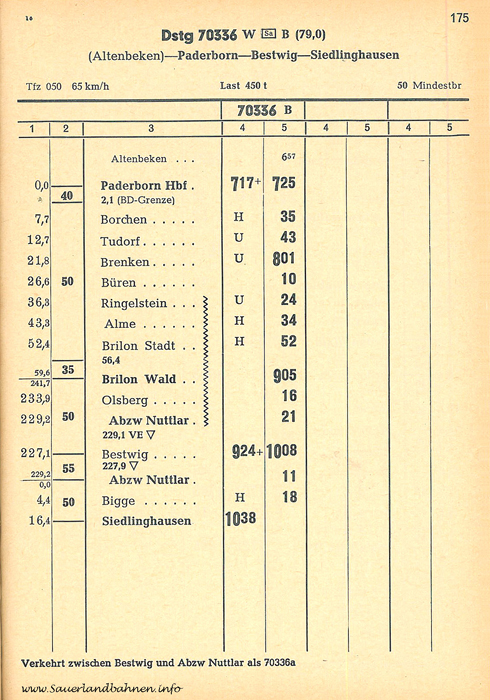 18
175
Dstg 70336 W Sa B (79,0)
(Altenbeken)—Paderborn—Bestwig—Siedlinghausen
Tfz 050 65 km/h Last 450 t 50 Mindestbr
70336 B
1 2 3 4 5 4 5 4 5
Altenbeken . . . 6 57
0,0 Paderborn Hbf . 717+ 725
40 2,1 (BD-Grenze)
7,7 Borchen . . . . . H 35
12,7 Tudorf . . . . . . U 43
21,8 Brenken . . . . . U 801
26,6 50 Büren . . . . . . 10
36,3 Ringelstein . . . U 24
43,3 Alme . . . . . . H 34
52,4 Brilon Stadt . . H 52
56,4
59,6 35
241,7 Brilon Wald . . 905
233,9 Olsberg . . . . . 16
229,2 50 Abzw Nuttlar . 21
229,1 VE ▽
227,1 Bestwig . . . . . 924+ 1008
55 227,9 ▽
229,2
0,0 Abzw Nuttlar . 11
4,4 50 Bigge . . . . . . H 18
16,4 Siedlinghausen 1038
Verkehrt zwischen Bestwig und Abzw Nuttlar als 70336a
www.Sauerlandbahnen.info